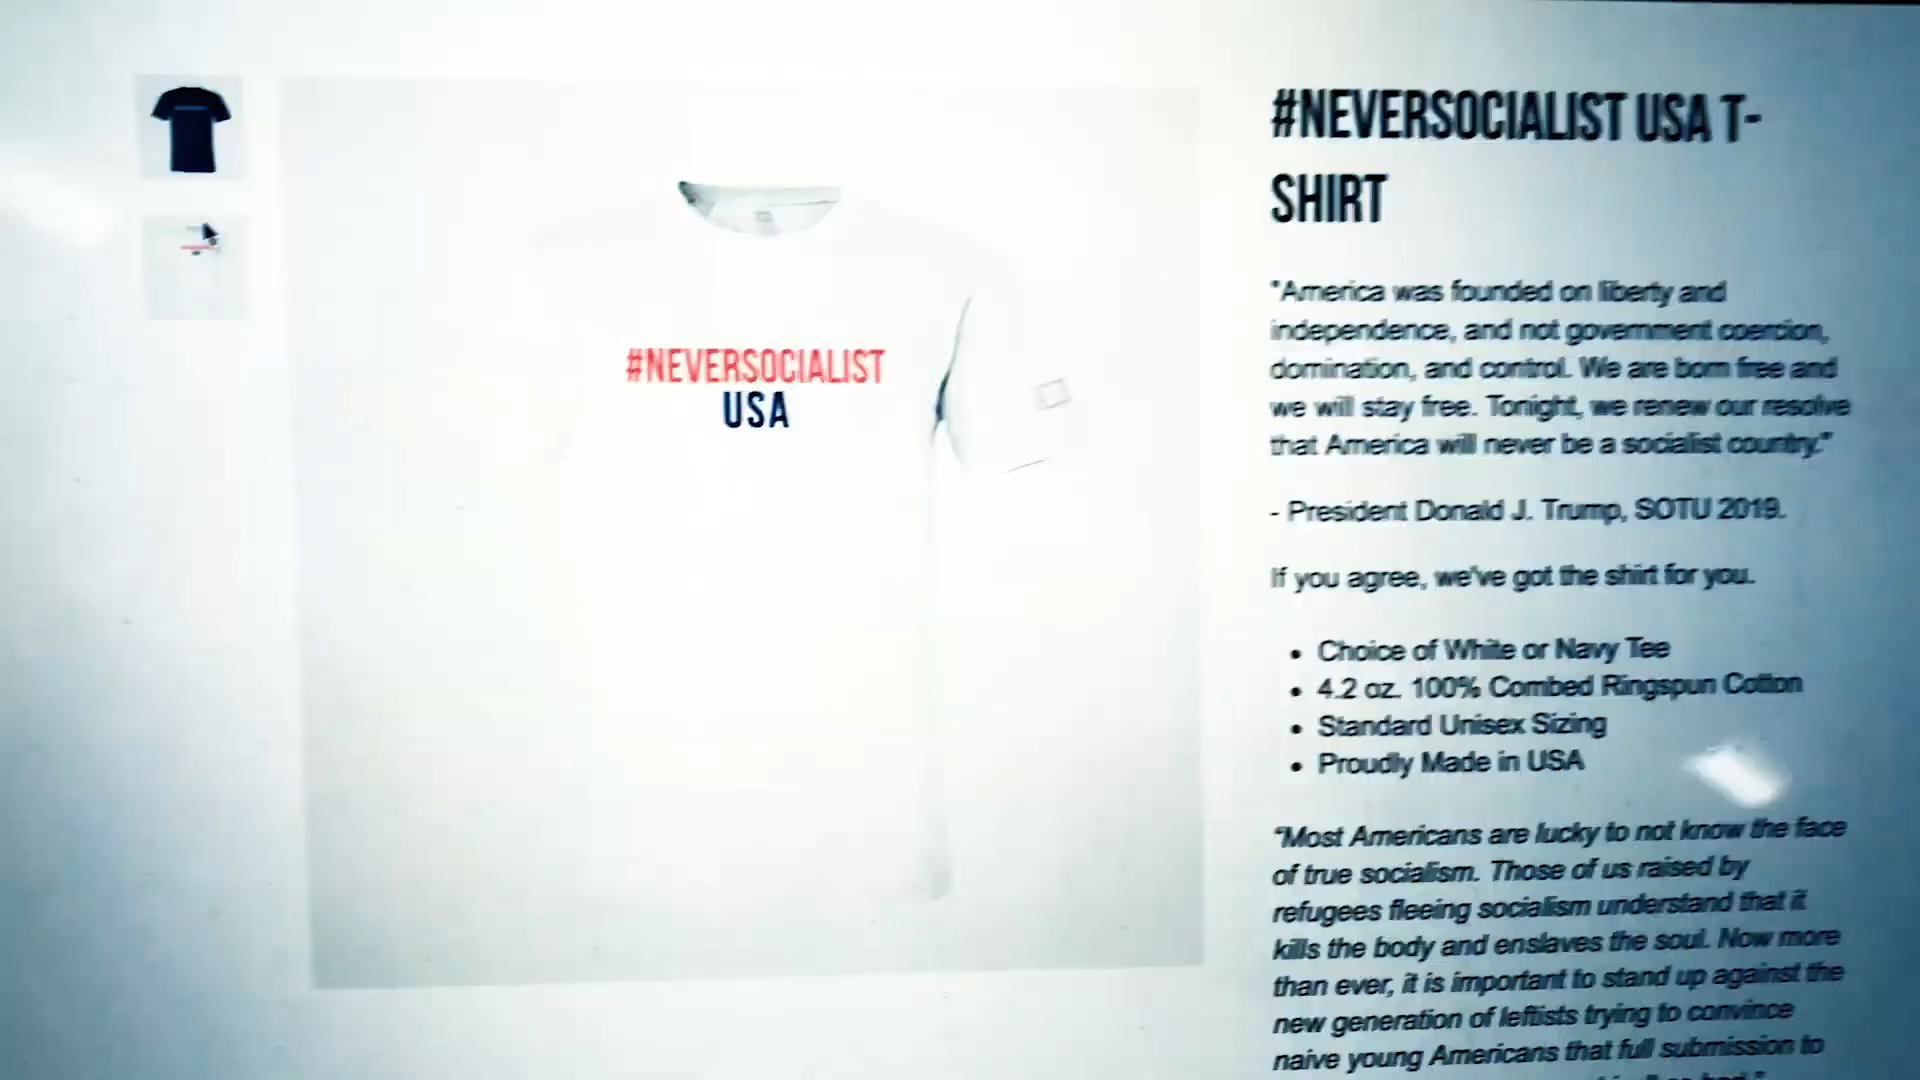 #NEVERSOCIALIST USA T-
SHIRT
#NEVERSOCIALIST
USA
"America was founded on liberty and
independence, and not government coercion,
domination, and control. We are born free and
we will stay free. Tonight, we renew our resolve
that America will never be a socialist country."
- President Donald J. Trump, SOTU 2019.
If you agree, we've got the shirt for you.
• Choice of White or Navy Tee
• 4.2 oz. 100% Combed Ringspun Cotton
• Standard Unisex Sizing
• Proudly Made in USA
"Most Americans are lucky to not know the face
of true socialism. Those of us raised by
refugees fleeing socialism understand that it
kills the body and enslaves the soul. Now more
than ever, it is important to stand up against the
new generation of leftists trying to convince
naive young Americans that full submission to